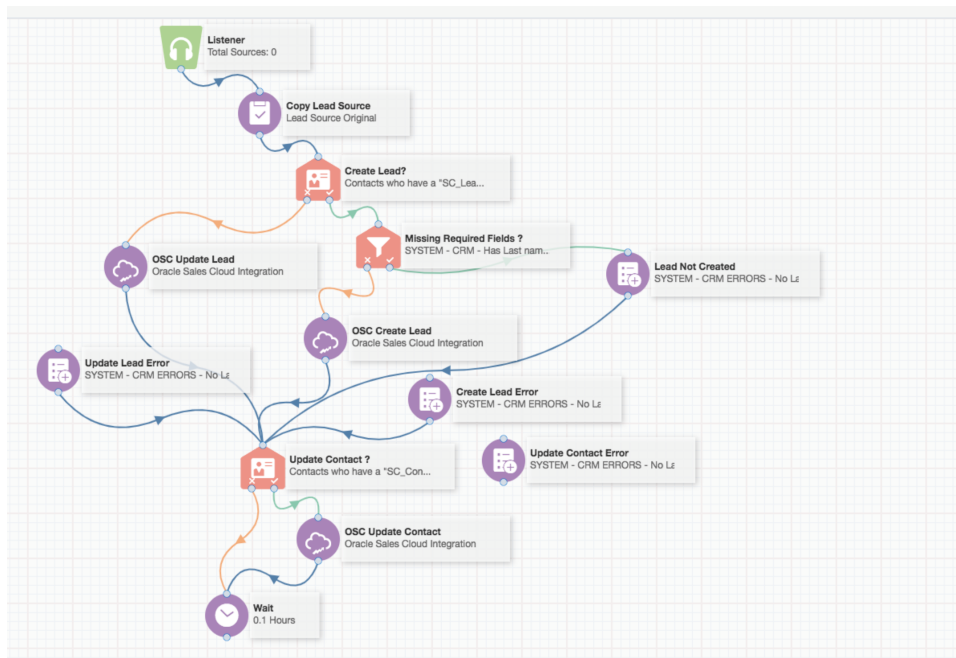 Listener
Total Sources: 0
Copy Lead Source
Lead Source Original
Create Lead?
Contacts who have a "SC_Lea...
Missing Required Fields ?
SYSTEM - CRM - Has Last nam..
OSC Update Lead
Oracle Sales Cloud Integration
Lead Not Created
SYSTEM - CRM ERRORS - No La
OSC Create Lead
Oracle Sales Cloud Integration
Update Lead Error
SYSTEM - CRM ERRORS - No La
Create Lead Error
SYSTEM - CRM ERRORS - No La
Update Contact ?
Contacts who have a "SC_Con...
Update Contact Error
SYSTEM - CRM ERRORS - No La
OSC Update Contact
Oracle Sales Cloud Integration
Wait
0.1 Hours